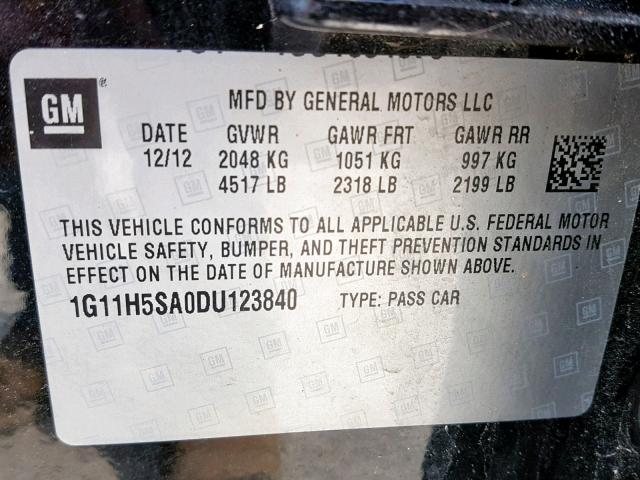 GM ®
MFD BY GENERAL MOTORS LLC
DATE GVWR GAWR FRT GAWR RR
12/12 2048 KG 1051 KG 997 KG
4517 LB 2318 LB 2199 LB
THIS VEHICLE CONFORMS TO ALL APPLICABLE U.S. FEDERAL MOTOR
VEHICLE SAFETY, BUMPER, AND THEFT PREVENTION STANDARDS IN
EFFECT ON THE DATE OF MANUFACTURE SHOWN ABOVE.
1G11H5SA0DU123840 TYPE: PASS CAR